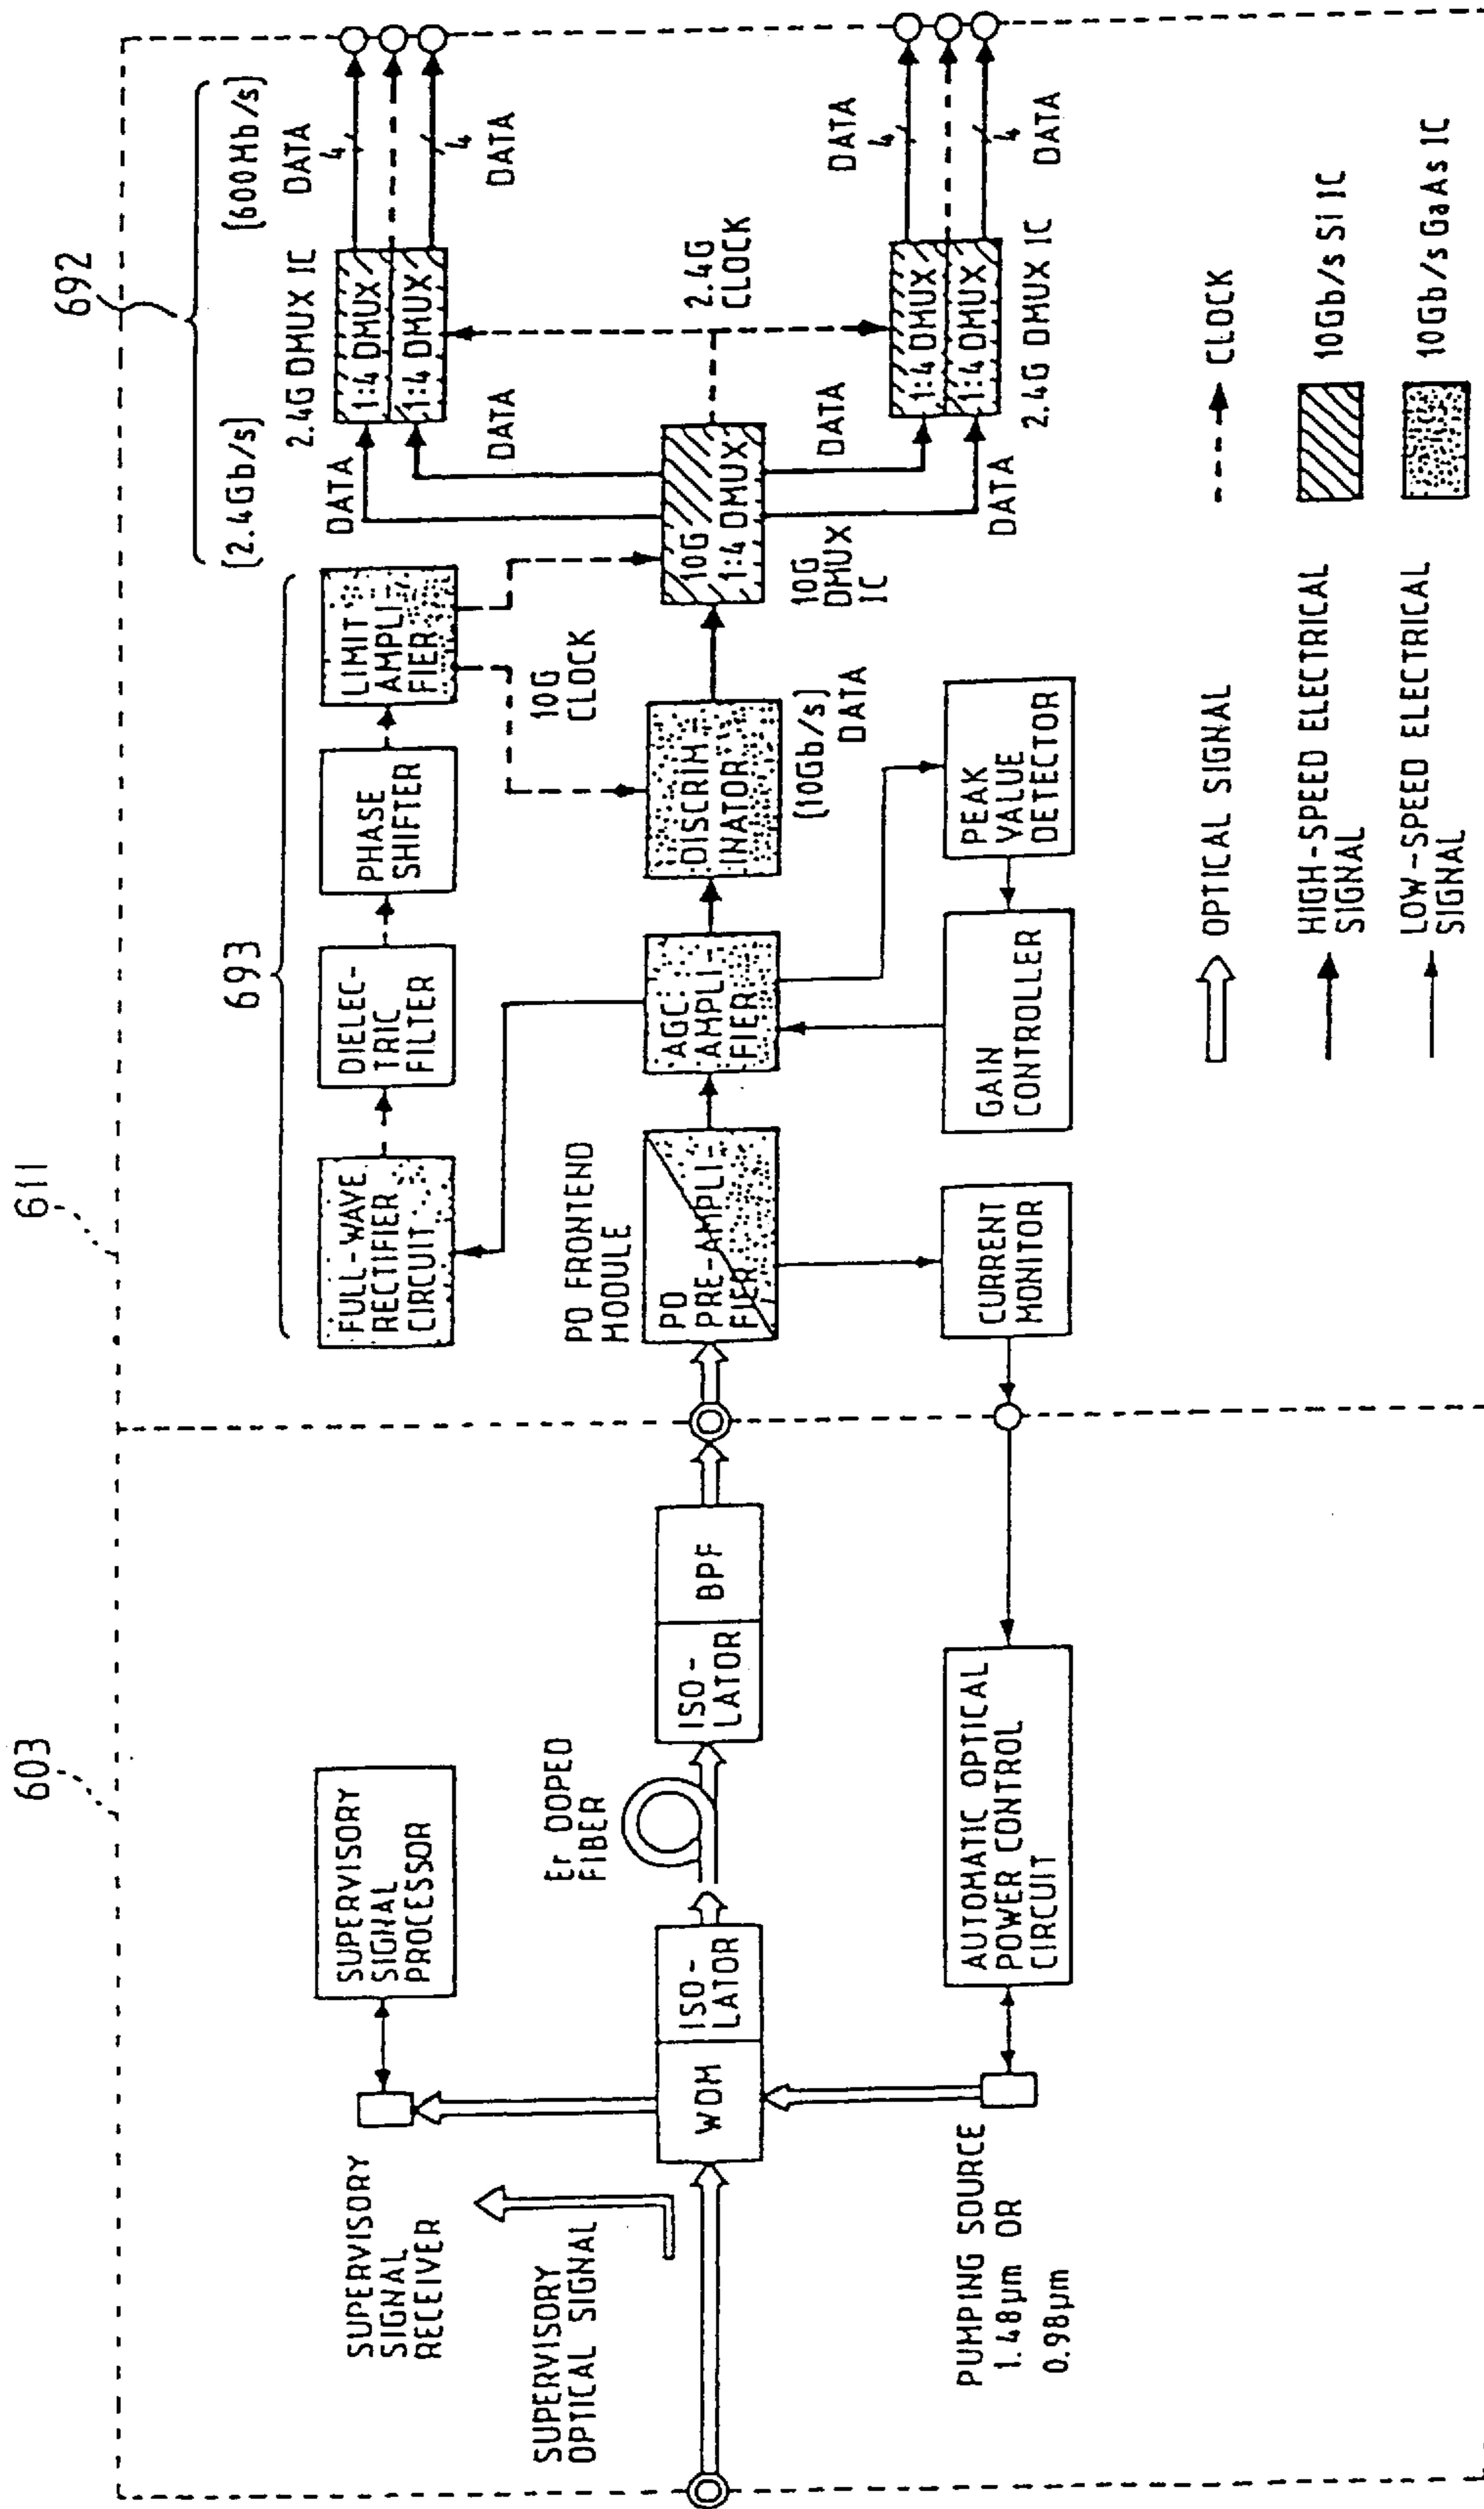 603
611
692
693
[2.4Gb/s]
[600Mb/s]
SUPERVISORY
SIGNAL
RECEIVER
SUPERVISORY
SIGNAL
PROCESSOR
SUPERVISORY
OPTICAL SIGNAL
WDM
ISO-
LATOR
Er DOPED
FIBER
ISO-
LATOR
BPF
PUMPING SOURCE
1.48μm OR
0.98μm
AUTOMATIC OPTICAL
POWER CONTROL
CIRCUIT
FULL-WAVE
RECTIFIER
CIRCUIT
DIELEC-
TRIC
FILTER
PHASE
SHIFTER
LIMIT
AMPLI-
FIER
10G
CLOCK
PD FRONTEND
MODULE
PD
PRE-AMPLI-
FIER
AGC
AMPLI-
FIER
DISCRIM-
INATOR
[10Gb/s]
DATA
10G
1:4 DMUX
10G
DMUX
IC
CURRENT
MONITOR
GAIN
CONTROLLER
PEAK
VALUE
DETECTOR
2.4G DMUX IC
1:4 DMUX
1:4 DMUX
DATA
DATA
DATA
4
4
DATA
2.4G
CLOCK
DATA
DATA
1:4 DMUX
1:4 DMUX
2.4G DMUX IC
DATA
4
4
DATA
OPTICAL SIGNAL
HIGH-SPEED ELECTRICAL
SIGNAL
LOW-SPEED ELECTRICAL
SIGNAL
CLOCK
10Gb/s Si IC
10Gb/s GaAs IC